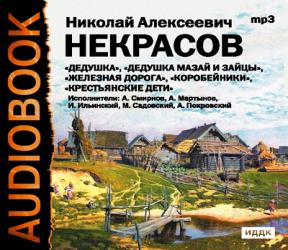 AUDIOBOOK
Николай Алексеевич mp3
НЕКРАСОВ
«ДЕДУШКА», «ДЕДУШКА МАЗАЙ И ЗАЙЦЫ»,
«ЖЕЛЕЗНАЯ ДОРОГА», «КОРОБЕЙНИКИ»,
«КРЕСТЬЯНСКИЕ ДЕТИ»
Исполнители: А. Смирнов, А. Мартынов,
И. Ильинский, М. Садовский, А. Покровский
ИДДК